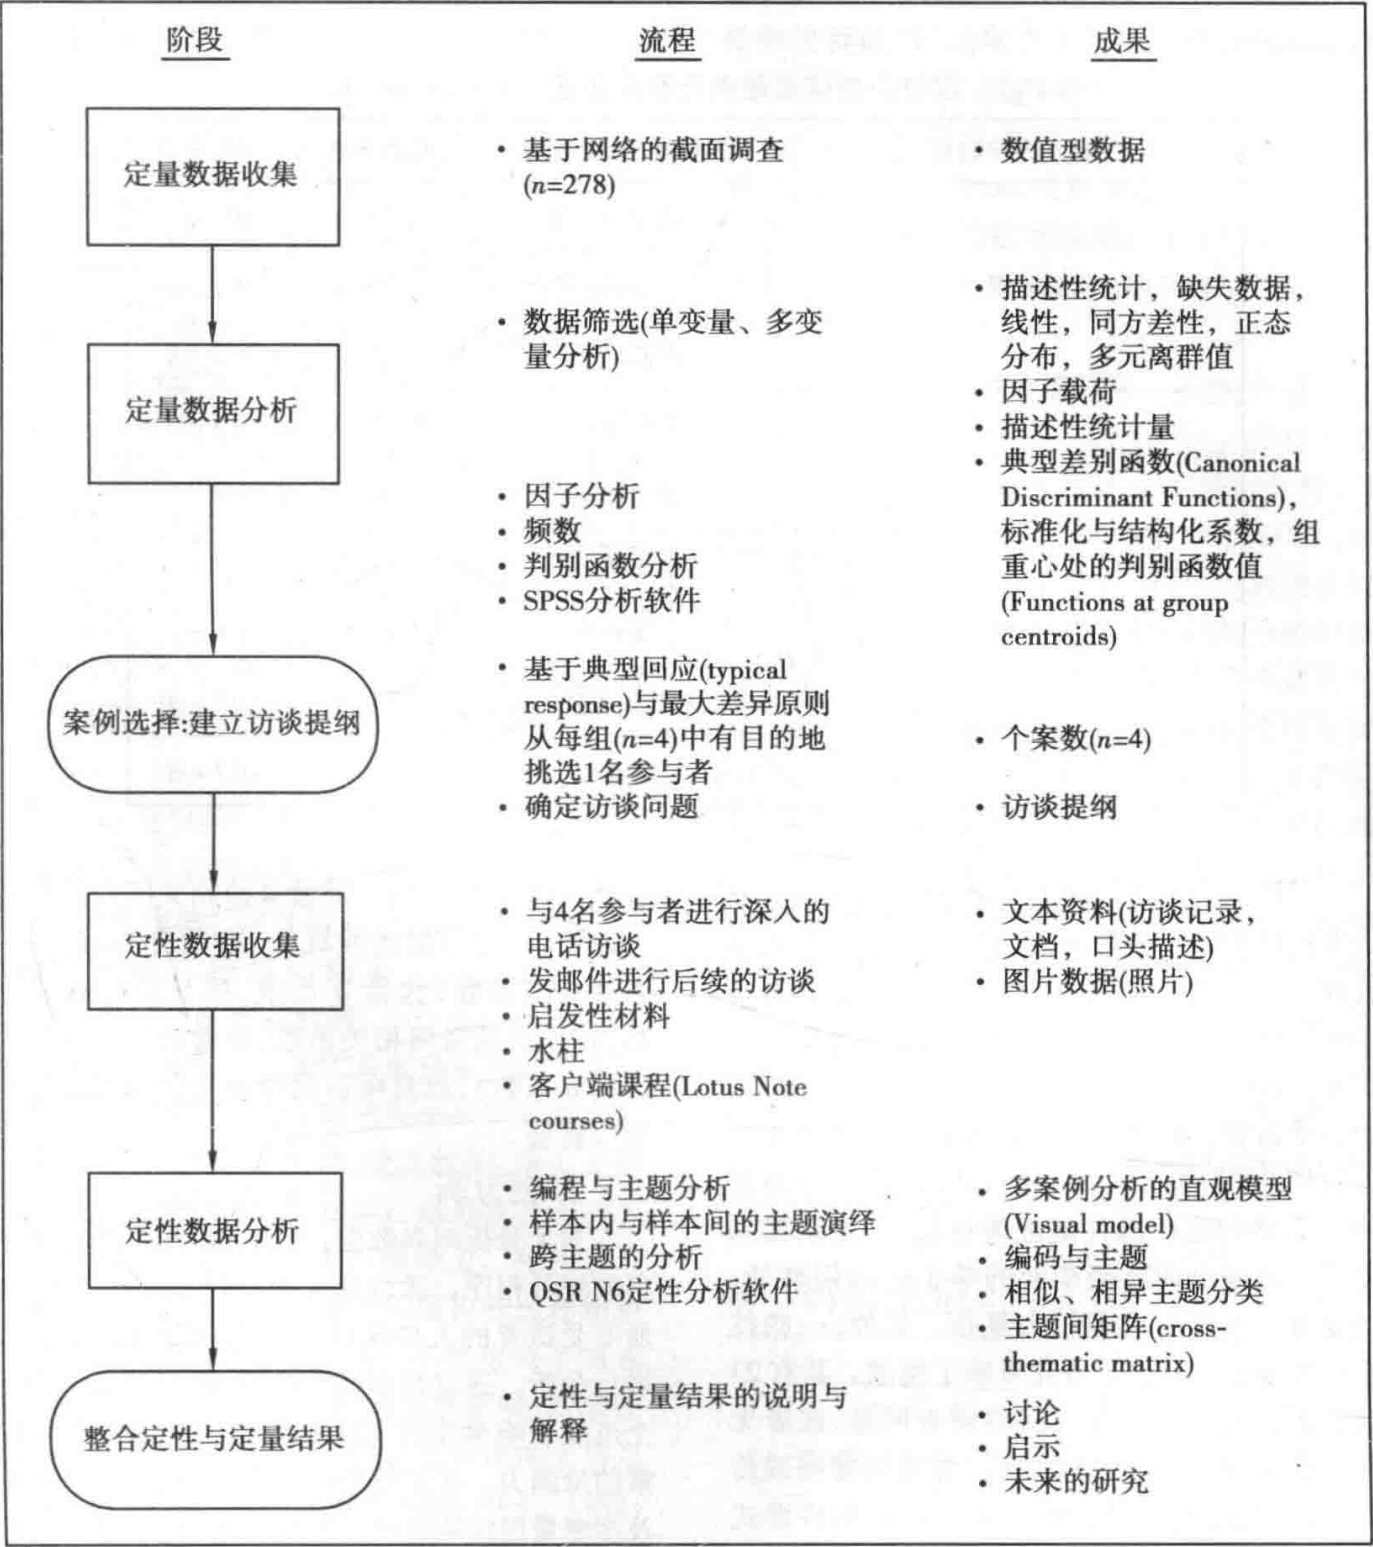 阶段
流程
成果
定量数据收集
• 基于网络的截面调查
(n=278)
• 数值型数据
定量数据分析
• 数据筛选(单变量、多变
量分析)
• 因子分析
• 频数
• 判别函数分析
• SPSS分析软件
• 描述性统计，缺失数据，
线性，同方差性，正态
分布，多元离群值
• 因子载荷
• 描述性统计量
• 典型差别函数(Canonical
Discriminant Functions)，
标准化与结构化系数，组
重心处的判别函数值
(Functions at group
centroids)
案例选择:建立访谈提纲
• 基于典型回应(typical
response)与最大差异原则
从每组(n=4)中有目的地
挑选1名参与者
• 确定访谈问题
• 个案数(n=4)
• 访谈提纲
定性数据收集
• 与4名参与者进行深入的
电话访谈
• 发邮件进行后续的访谈
• 启发性材料
• 水柱
• 客户端课程(Lotus Note
courses)
• 文本资料(访谈记录，
文档，口头描述)
• 图片数据(照片)
定性数据分析
• 编程与主题分析
• 样本内与样本间的主题演绎
• 跨主题的分析
• QSR N6定性分析软件
• 多案例分析的直观模型
(Visual model)
• 编码与主题
• 相似、相异主题分类
• 主题间矩阵(cross-
thematic matrix)
整合定性与定量结果
• 定性与定量结果的说明与
解释
• 讨论
• 启示
• 未来的研究